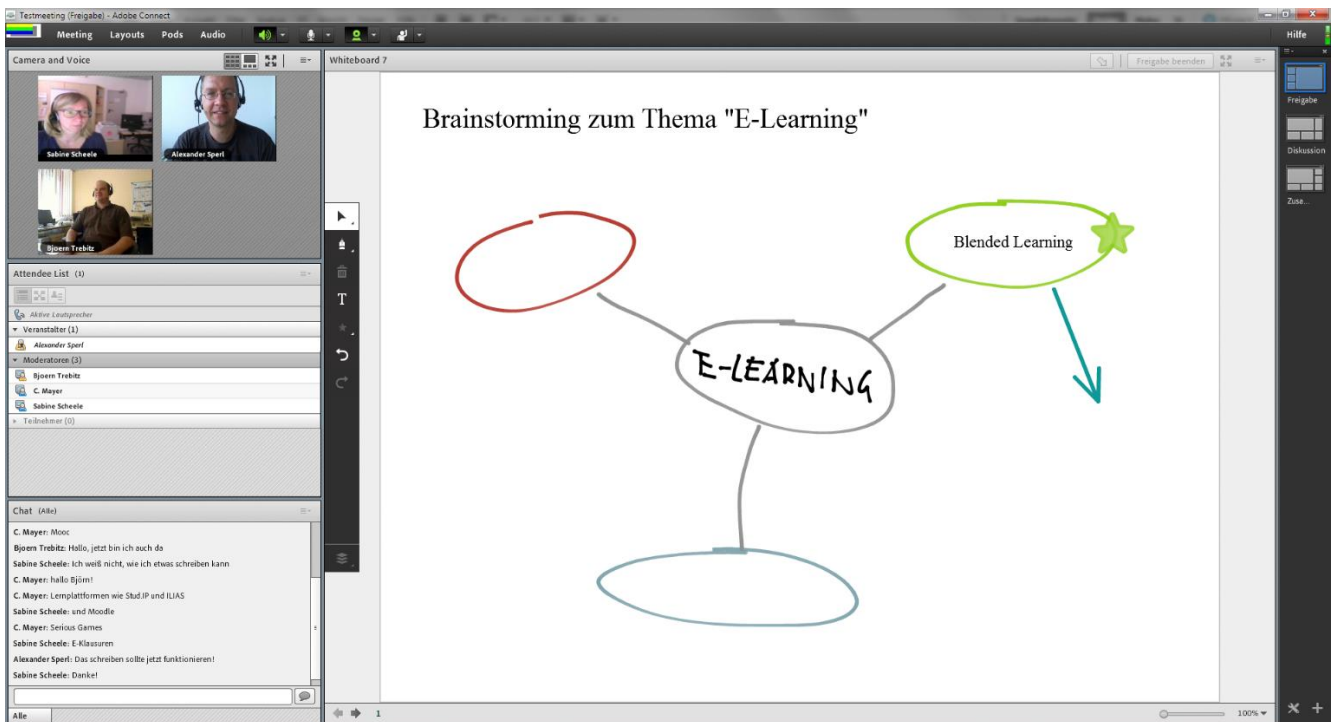 Testmeeting (Freigabe) - Adobe Connect
Meeting Layouts Pods Audio Hilfe
Camera and Voice
Sabine Scheele
Alexander Sperl
Bjoern Trebitz
Attendee List (1)
Aktive Lautsprecher
Veranstalter (1)
Alexander Sperl
Moderatoren (3)
Bjoern Trebitz
C. Mayer
Sabine Scheele
Teilnehmer (0)
Chat (Alle)
C. Mayer: Mooc
Bjoern Trebitz: Hallo, jetzt bin ich auch da
Sabine Scheele: Ich weiß nicht, wie ich etwas schreiben kann
C. Mayer: hallo Björn!
C. Mayer: Lernplattformen wie Stud.IP und ILIAS
Sabine Scheele: und Moodle
C. Mayer: Serious Games
Sabine Scheele: E-Klausuren
Alexander Sperl: Das schreiben sollte jetzt funktionieren!
Sabine Scheele: Danke!
Alle
Whiteboard 7
Freigabe beenden
Brainstorming zum Thema "E-Learning"
Blended Learning
E-LEARNING
T
1
100%
Freigabe
Diskussion
Zuse...